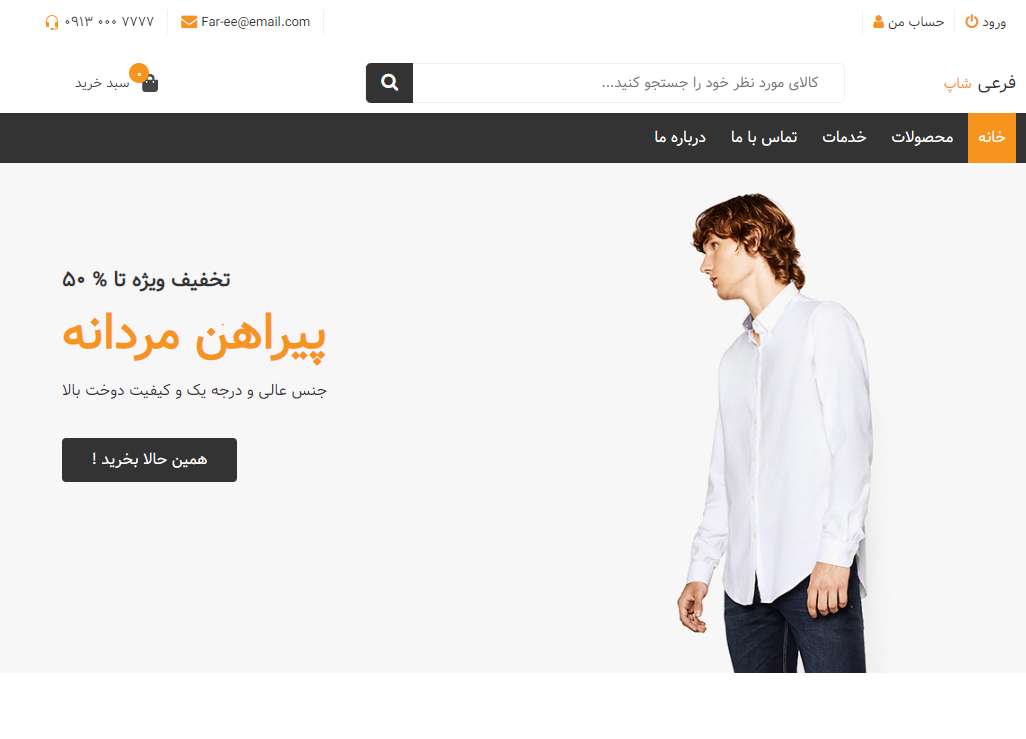 ورود
حساب من
Far-ee@email.com
۰۹۱۳ ۰۰۰ ۷۷۷۷
فرعی شاپ
کالای مورد نظر خود را جستجو کنید...
۰
سبد خرید
خانه
محصولات
خدمات
تماس با ما
درباره ما
تخفیف ویژه تا % ۵۰
پیراهن مردانه
جنس عالی و درجه یک و کیفیت دوخت بالا
همین حالا بخرید !